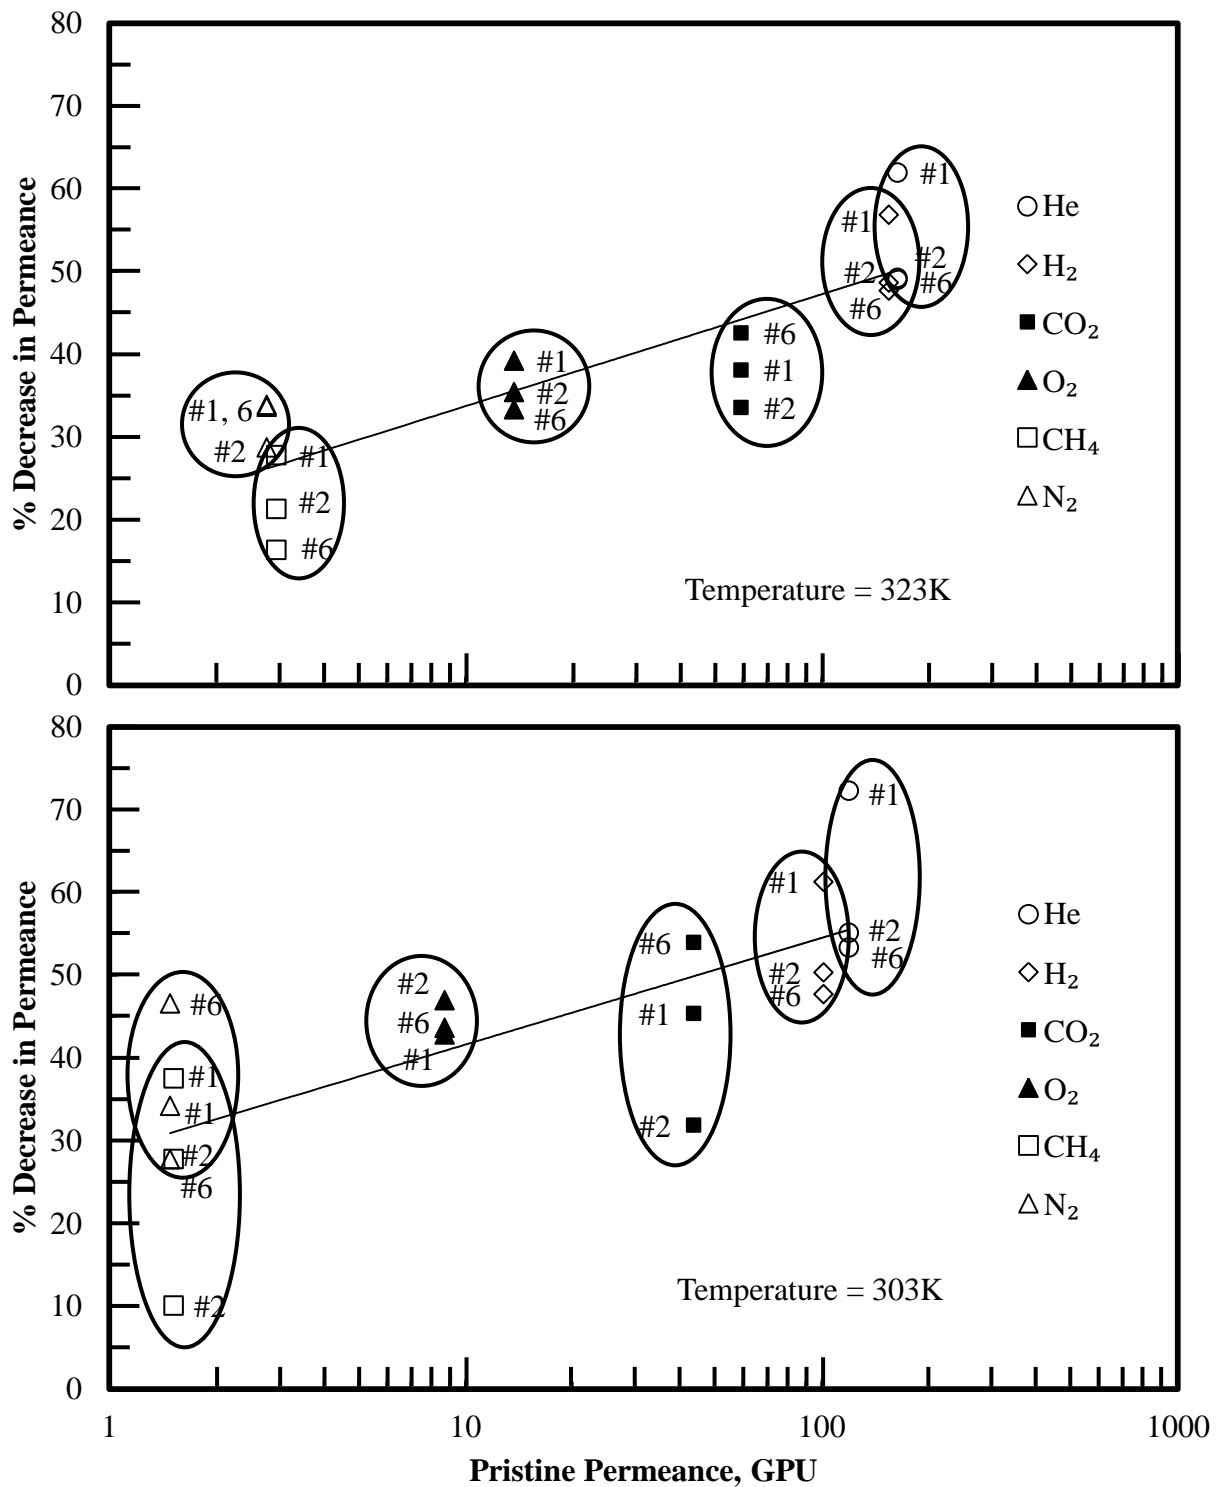 80
70
60
50
40
30
20
10
0
% Decrease in Permeance
#1
#1
#2
#2
#6
#6
#6
#1
#2
#1
#2
#6
#1, 6
#2
#1
#2
#6
He
H₂
CO₂
O₂
CH₄
N₂
Temperature = 323K
80
70
60
50
40
30
20
10
0
% Decrease in Permeance
#1
#1
#2
#6
#2
#6
#6
#1
#2
#2
#6
#1
#6
#1
#1
#2
#6
#2
He
H₂
CO₂
O₂
CH₄
N₂
Temperature = 303K
1 10 100 1000
Pristine Permeance, GPU